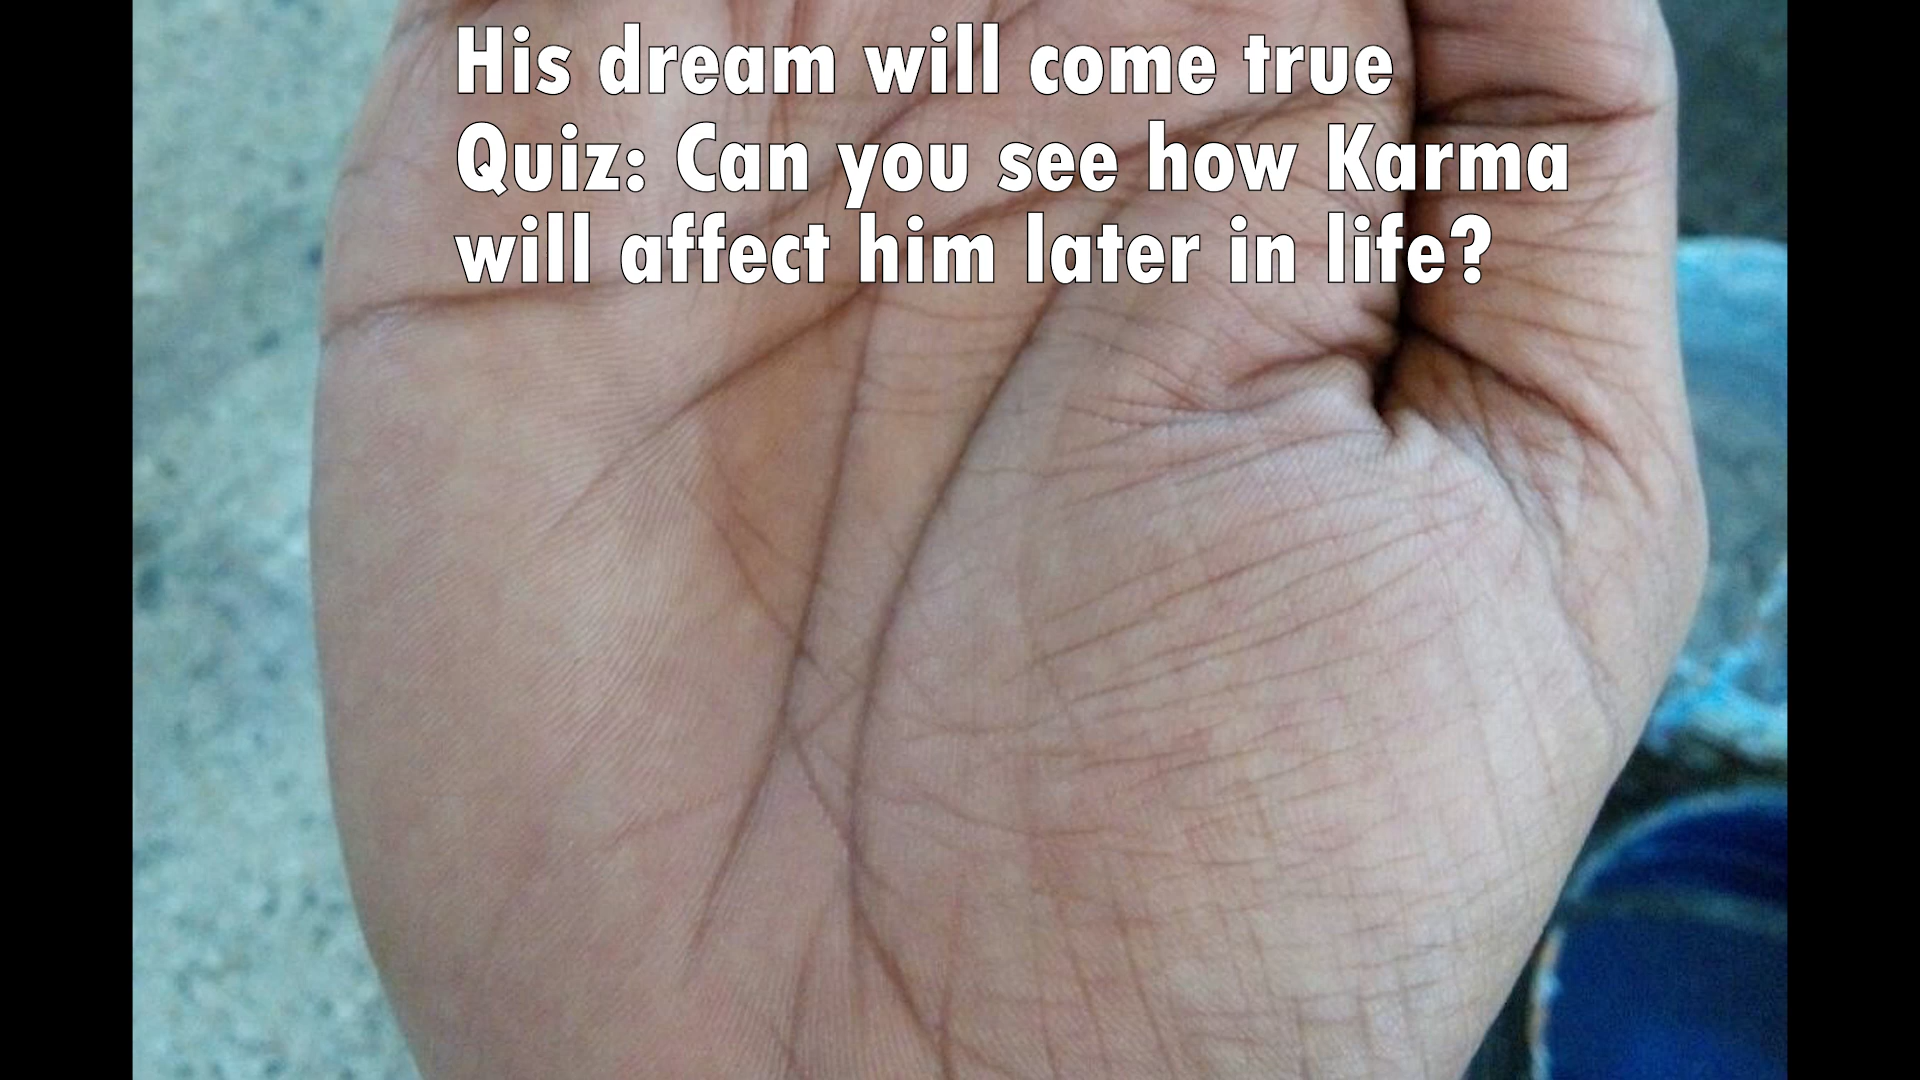 His dream will come true
Quiz: Can you see how Karma
will affect him later in life?